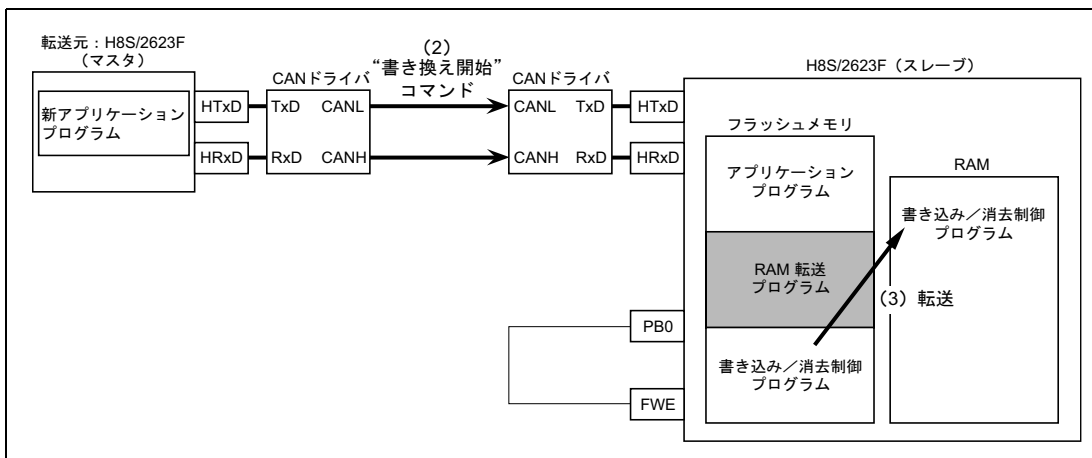 転送元:H8S/2623F
(マスタ)
新アプリケーション
プログラム
HTxD
HRxD
CANドライバ
TxD CANL
RxD CANH
(2)
“書き換え開始”
コマンド
CANドライバ
CANL TxD
CANH RxD
HTxD
HRxD
H8S/2623F(スレーブ)
フラッシュメモリ
アプリケーション
プログラム
RAM 転送
プログラム
書き込み/消去制御
プログラム
(3)転送
RAM
書き込み/消去制御
プログラム
PB0
FWE